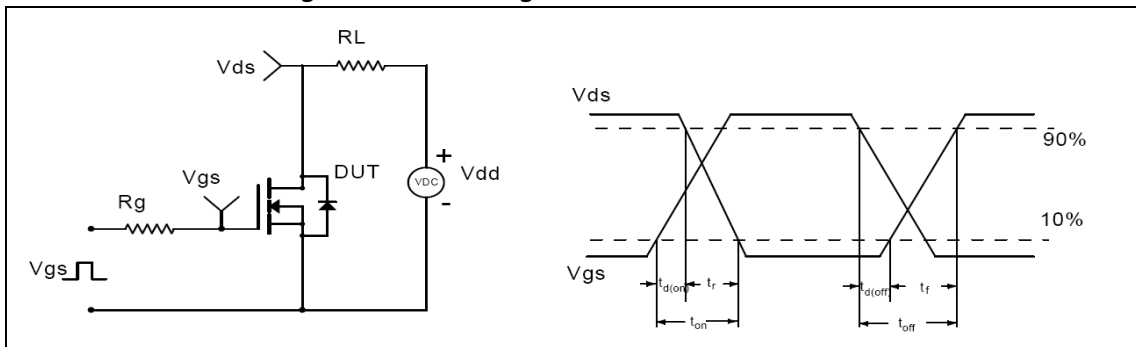 RL
Vds
Vgs
Rg
DUT
VDC
+
-
Vdd
Vgs
Vds
90%
10%
Vgs
td(on)
tr
td(off)
tf
ton
toff